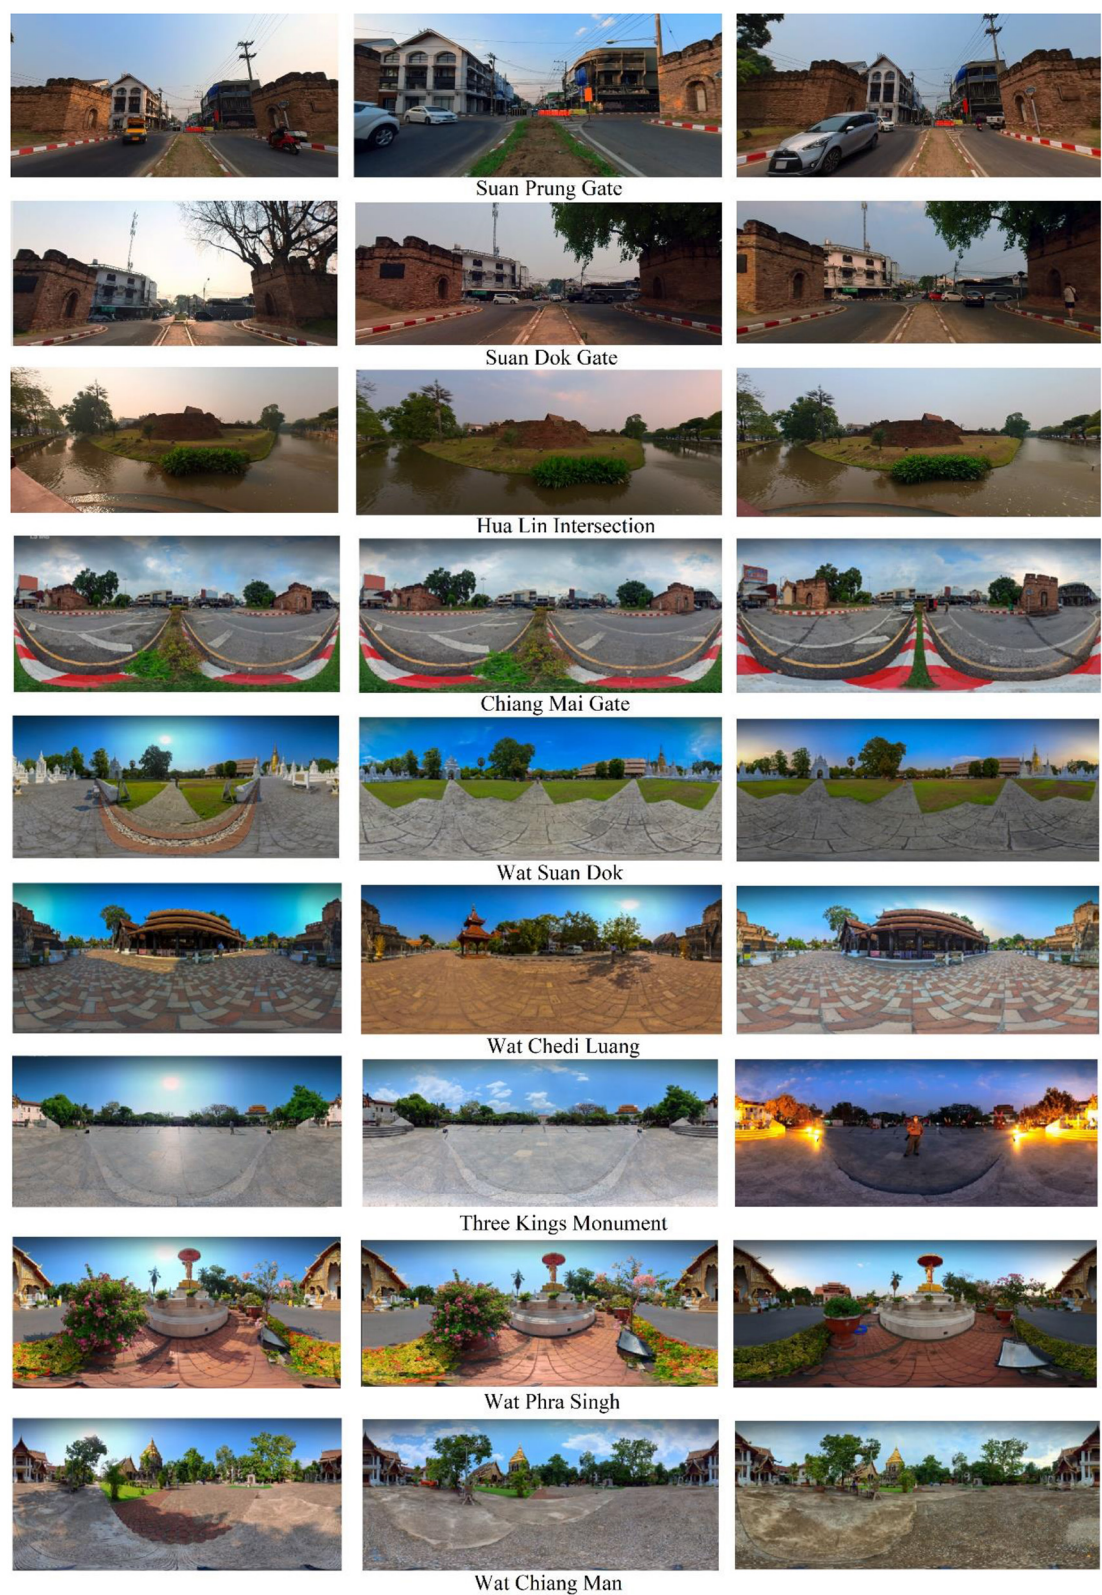 Suan Prung Gate
Suan Dok Gate
Hua Lin Intersection
Chiang Mai Gate
Wat Suan Dok
Wat Chedi Luang
Three Kings Monument
Wat Phra Singh
Wat Chiang Man